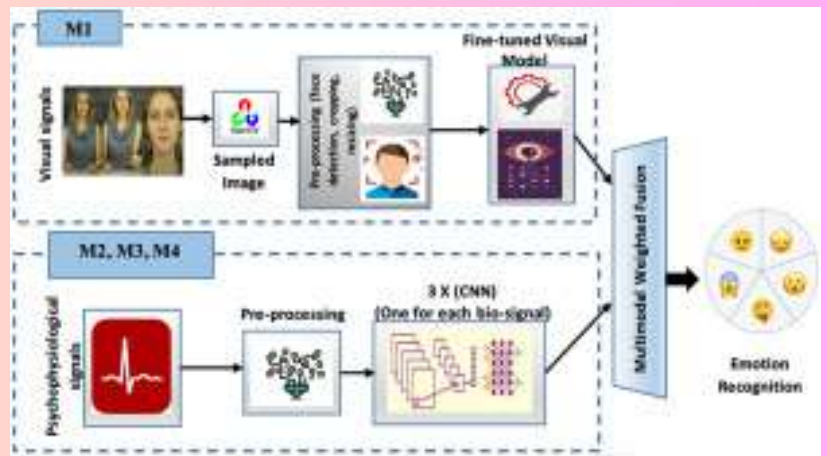 M1
Visual signals
Sampled
Image
Pre-processing (face
detection, cropping,
resizing)
Fine-tuned Visual
Model
M2, M3, M4
Psychophysiological
signals
Pre-processing
3 X (CNN)
(One for each bio-signal)
Multimodal Weighted Fusion
Emotion
Recognition